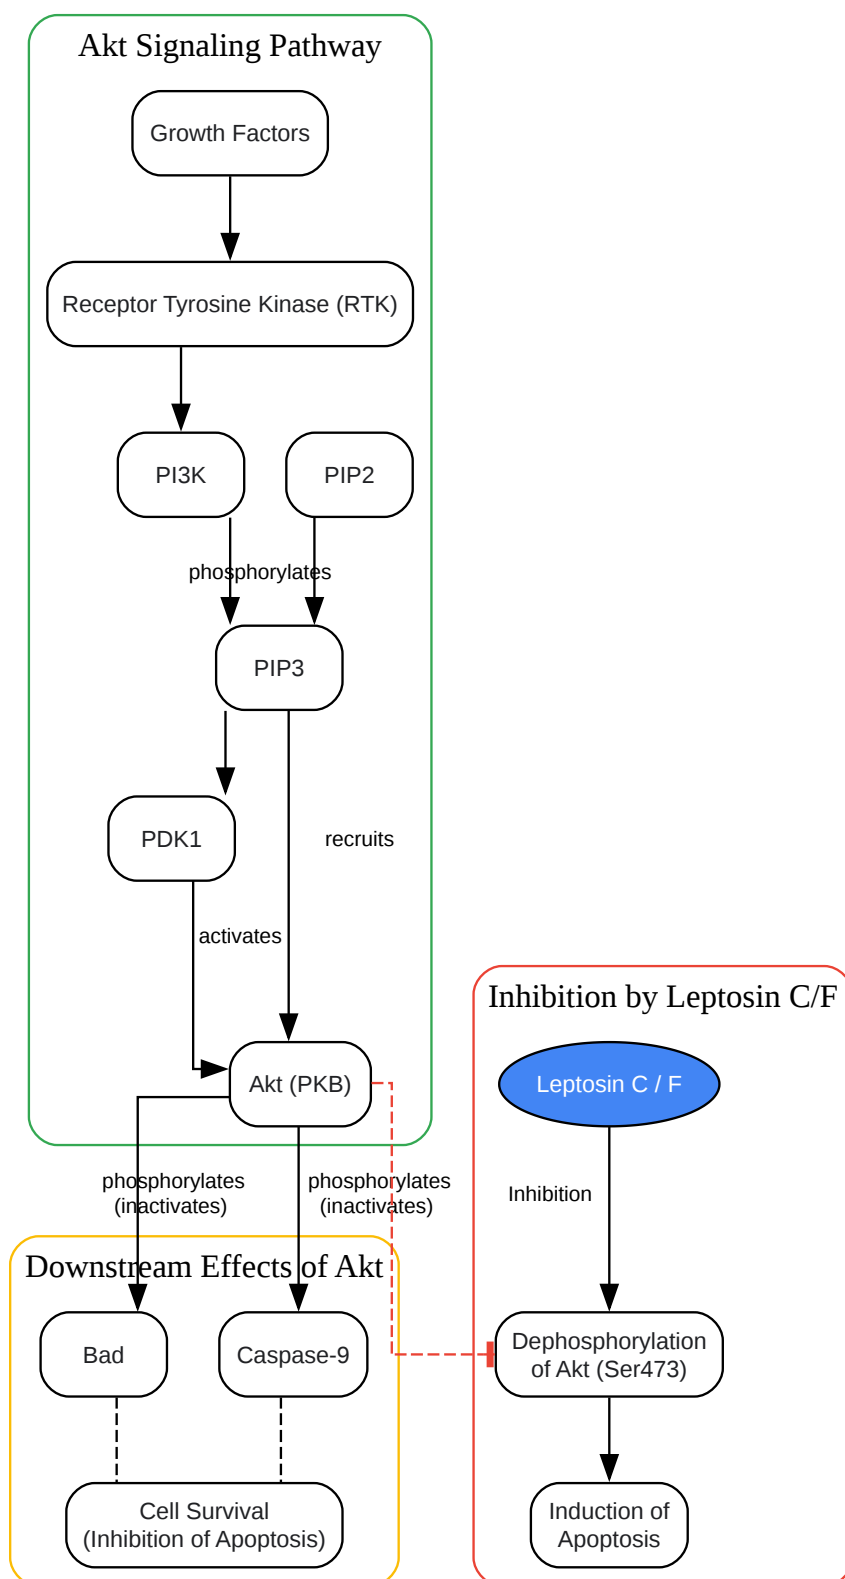 Akt Signaling Pathway
Growth Factors
Receptor Tyrosine Kinase (RTK)
PI3K
PIP2
phosphorylates
PIP3
PDK1
recruits
activates
Akt (PKB)
phosphorylates
(inactivates)
phosphorylates
(inactivates)
Downstream Effects of Akt
Bad
Caspase-9
Cell Survival
(Inhibition of Apoptosis)
Inhibition by Leptosin C/F
Leptosin C / F
Inhibition
Dephosphorylation
of Akt (Ser473)
Induction of
Apoptosis